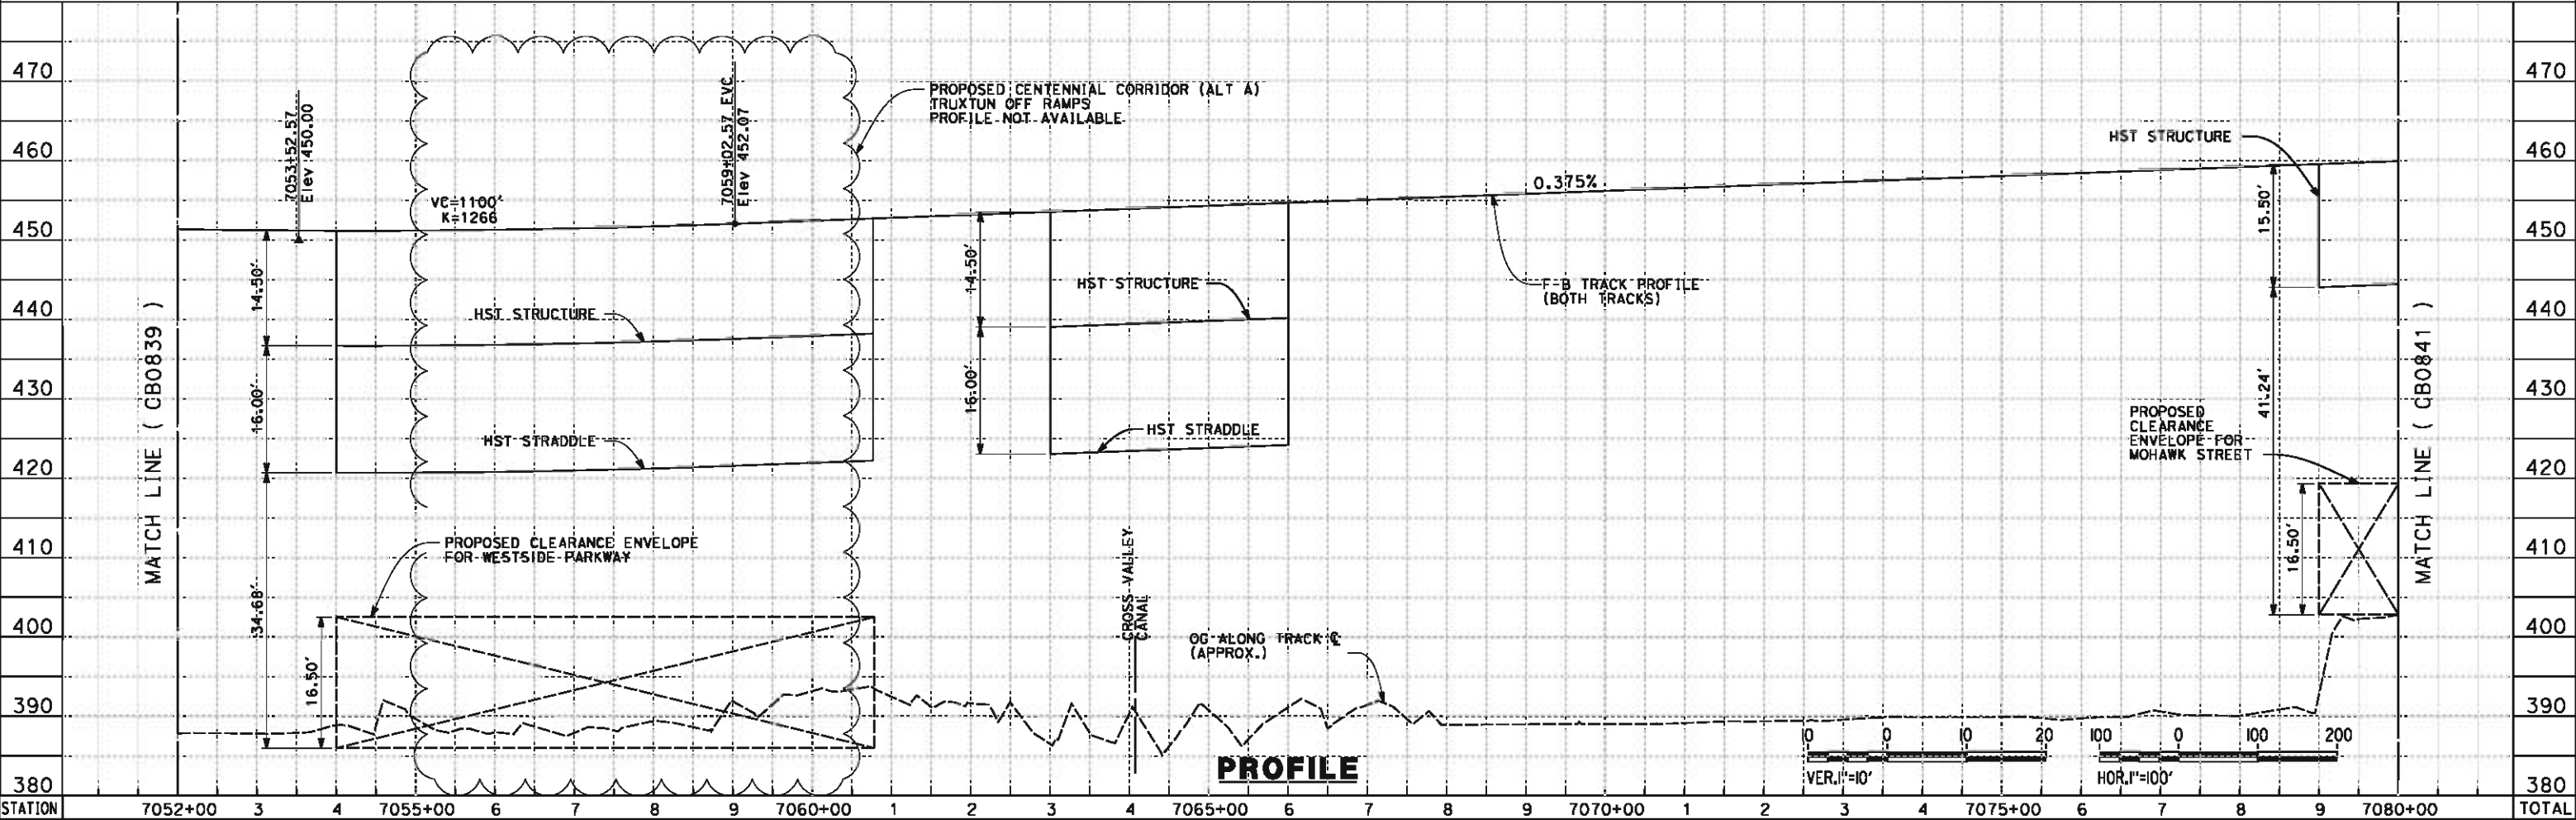 470
460
450
440
430
420
410
400
390
380
STATION
MATCH LINE ( CB0839 )
7053+52.57
Elev 450.00
VC=1100'
K=1266
7059+02.57 EVC
Elev 452.07
PROPOSED CENTENNIAL CORRIDOR (ALT A)
TRUXTUN OFF RAMPS
PROFILE NOT AVAILABLE
14.50'
16.00'
34.68'
16.50'
HST STRUCTURE
HST STRADDLE
PROPOSED CLEARANCE ENVELOPE
FOR WESTSIDE PARKWAY
14.50'
16.00'
HST STRUCTURE
HST STRADDLE
CROSS VALLEY
CANAL
OG ALONG TRACK ℄
(APPROX.)
0.375%
F-B TRACK PROFILE
(BOTH TRACKS)
HST STRUCTURE
15.50'
41.24'
16.50'
PROPOSED
CLEARANCE
ENVELOPE FOR
MOHAWK STREET
MATCH LINE ( CB0841 )
PROFILE
10 0 10 20
VER.1"=10'
100 0 100 200
HOR.1"=100'
7052+00 3 4 7055+00 6 7 8 9 7060+00 1 2 3 4 7065+00 6 7 8 9 7070+00 1 2 3 4 7075+00 6 7 8 9 7080+00
470
460
450
440
430
420
410
400
390
380
TOTAL